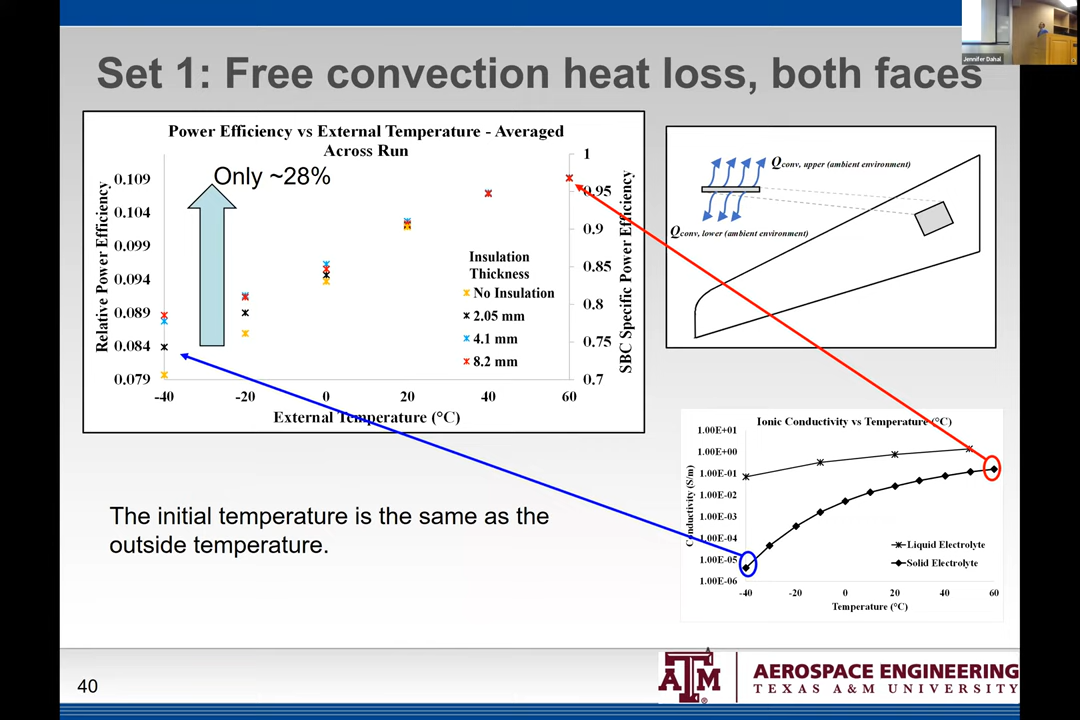 Jennifer Dahal
Set 1: Free convection heat loss, both faces
Power Efficiency vs External Temperature - Averaged
Across Run
Only ~28%
Relative Power Efficiency
0.109
0.104
0.099
0.094
0.089
0.084
0.079
-40
-20
0
20
40
60
External Temperature (°C)
1
0.95
0.9
0.85
0.8
0.75
0.7
SBC Specific Power Efficiency
Insulation
Thickness
No Insulation
2.05 mm
4.1 mm
8.2 mm
Qconv, upper (ambient environment)
Qconv, lower (ambient environment)
Ionic Conductivity vs Temperature (°C)
Conductivity (S/m)
1.00E+01
1.00E+00
1.00E-01
1.00E-02
1.00E-03
1.00E-04
1.00E-05
1.00E-06
-40
-20
0
20
40
60
Temperature (°C)
Liquid Electrolyte
Solid Electrolyte
The initial temperature is the same as the
outside temperature.
40
ATM
AEROSPACE ENGINEERING
TEXAS A&M UNIVERSITY